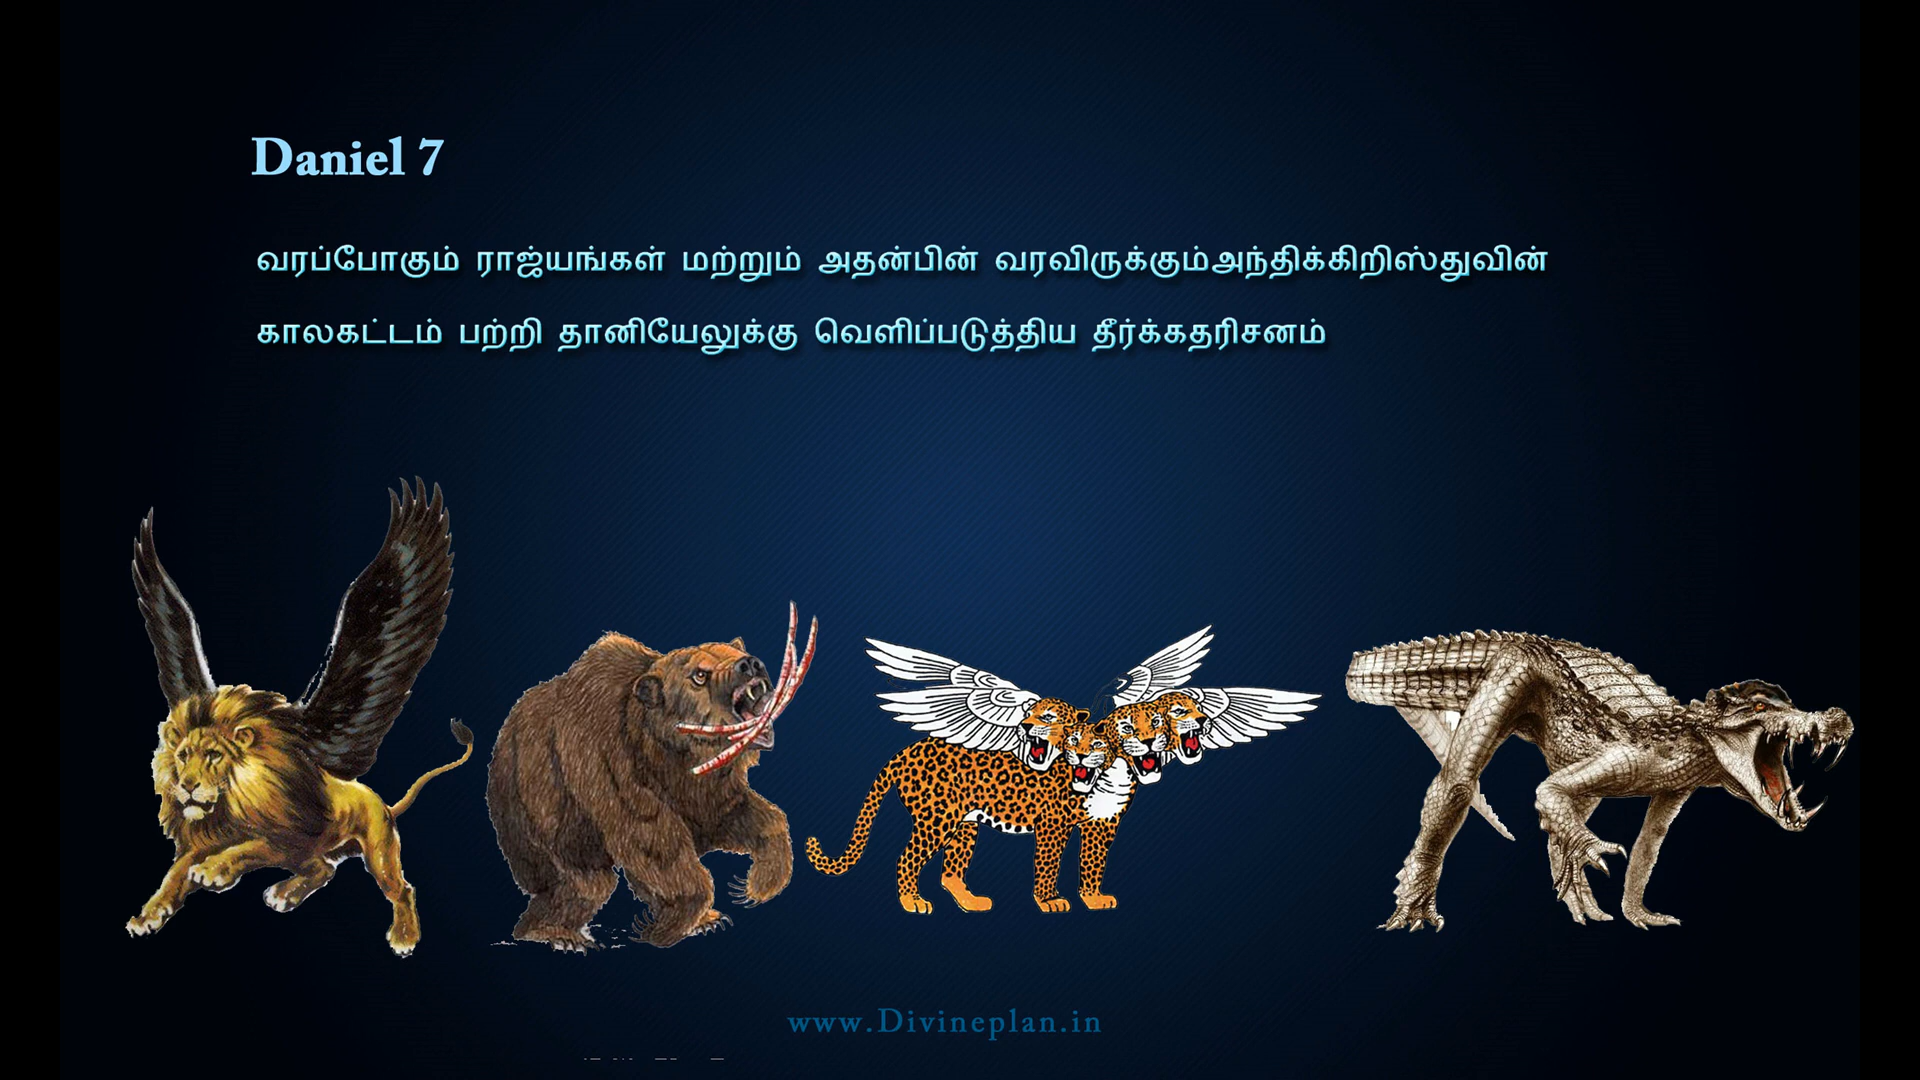 Daniel 7
வரப்போகும் ராஜ்யங்கள் மற்றும் அதன்பின் வரவிருக்கும்அந்திக்கிறிஸ்துவின்
காலகட்டம் பற்றி தானியேலுக்கு வெளிப்படுத்திய தீர்க்கதரிசனம்
www.Divineplan.in